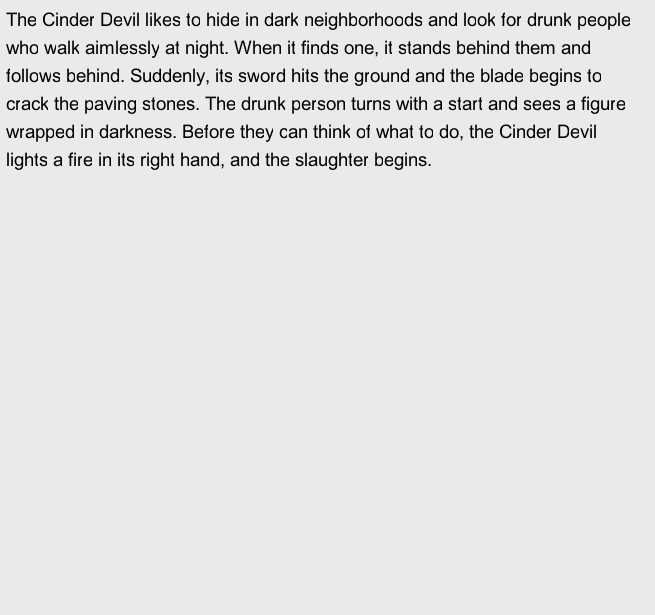 The Cinder Devil likes to hide in dark neighborhoods and look for drunk people
who walk aimlessly at night. When it finds one, it stands behind them and
follows behind. Suddenly, its sword hits the ground and the blade begins to
crack the paving stones. The drunk person turns with a start and sees a figure
wrapped in darkness. Before they can think of what to do, the Cinder Devil
lights a fire in its right hand, and the slaughter begins.